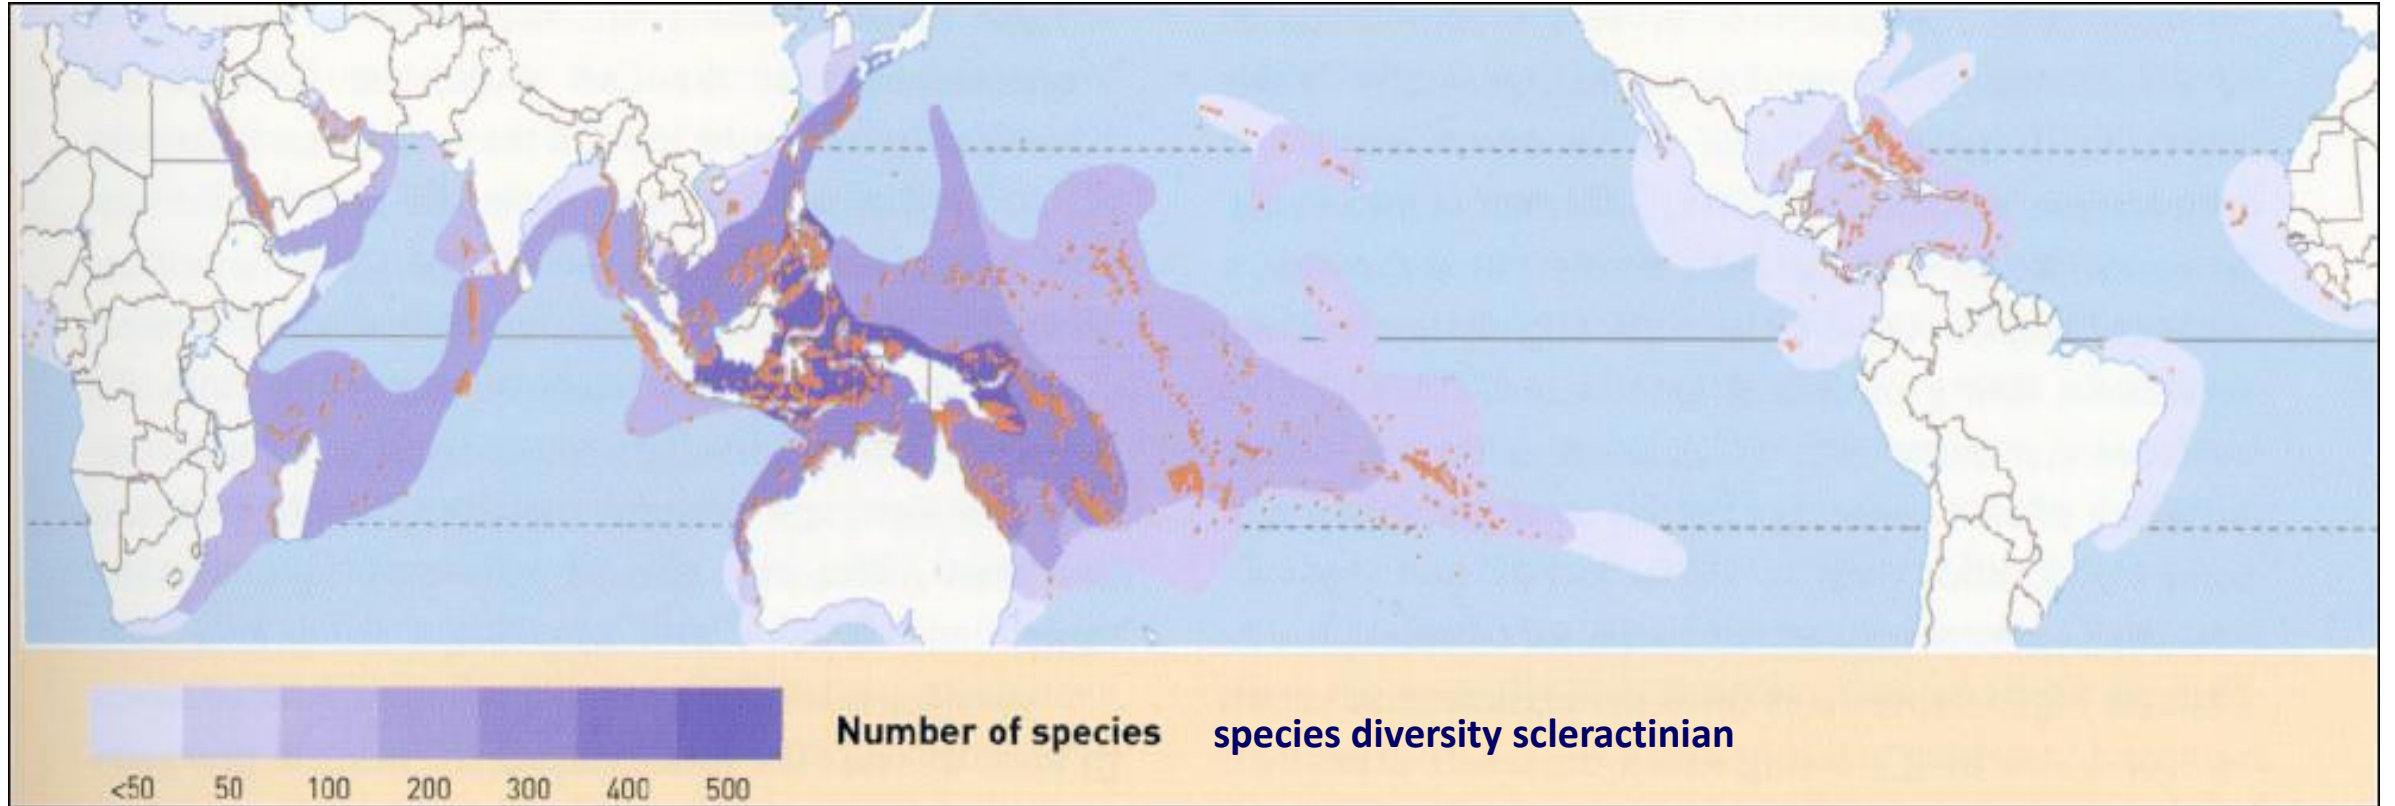 Number of species species diversity scleractinian
<50 50 100 200 300 400 500